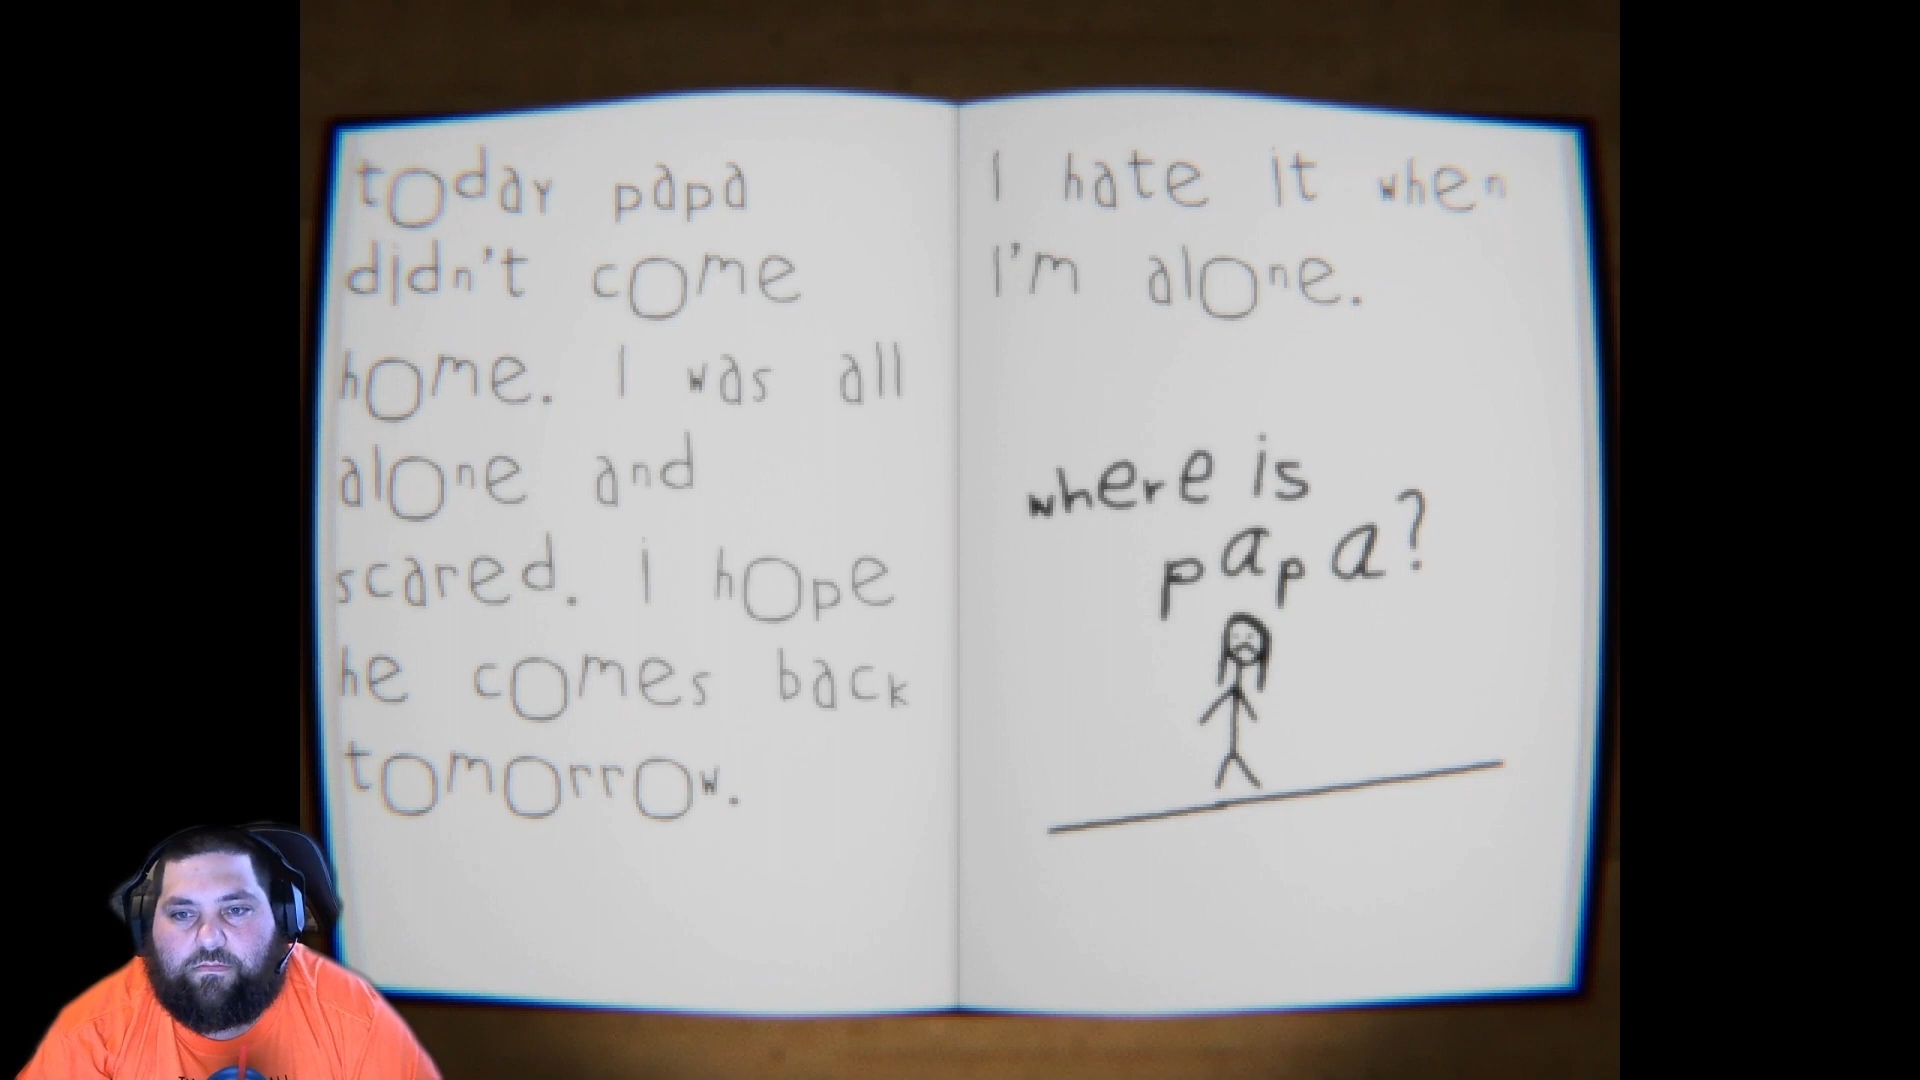 today papa
didn't come
home. I was all
alone and
scared. I hope
he comes back
tomorrow.
I hate it when
I'm alone.
where is
papa?